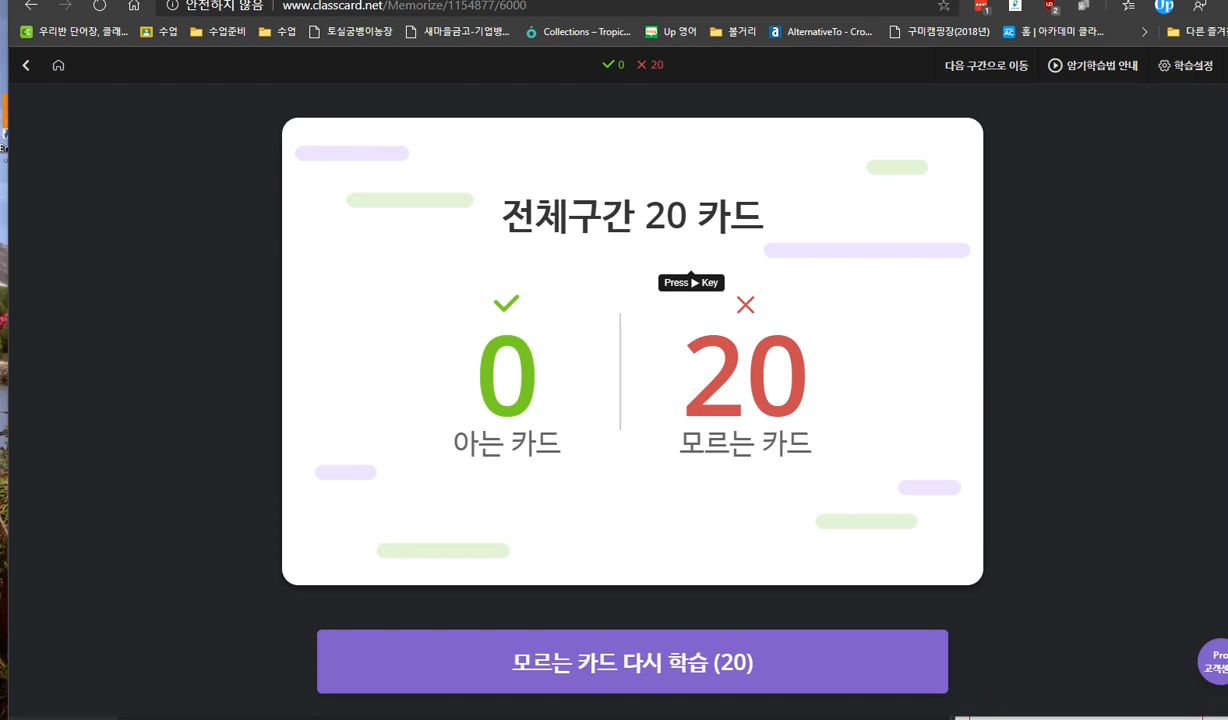 안전하지 않음 | www.classcard.net/Memorize/1154877/6000
우리반 단어장, 클래... 수업 수업준비 수업 토실굼벵이농장 새마을금고-기업뱅... Collections – Tropic... Up 영어 볼거리 AlternativeTo - Cro... 구미캠핑장(2018년) 홈 | 아카데미 클라... 다른 즐겨
0 20 다음 구간으로 이동 암기학습법 안내 학습설정
전체구간 20 카드
Press ▶ Key
0 20
아는 카드 모르는 카드
모르는 카드 다시 학습 (20)
Pro
고객센